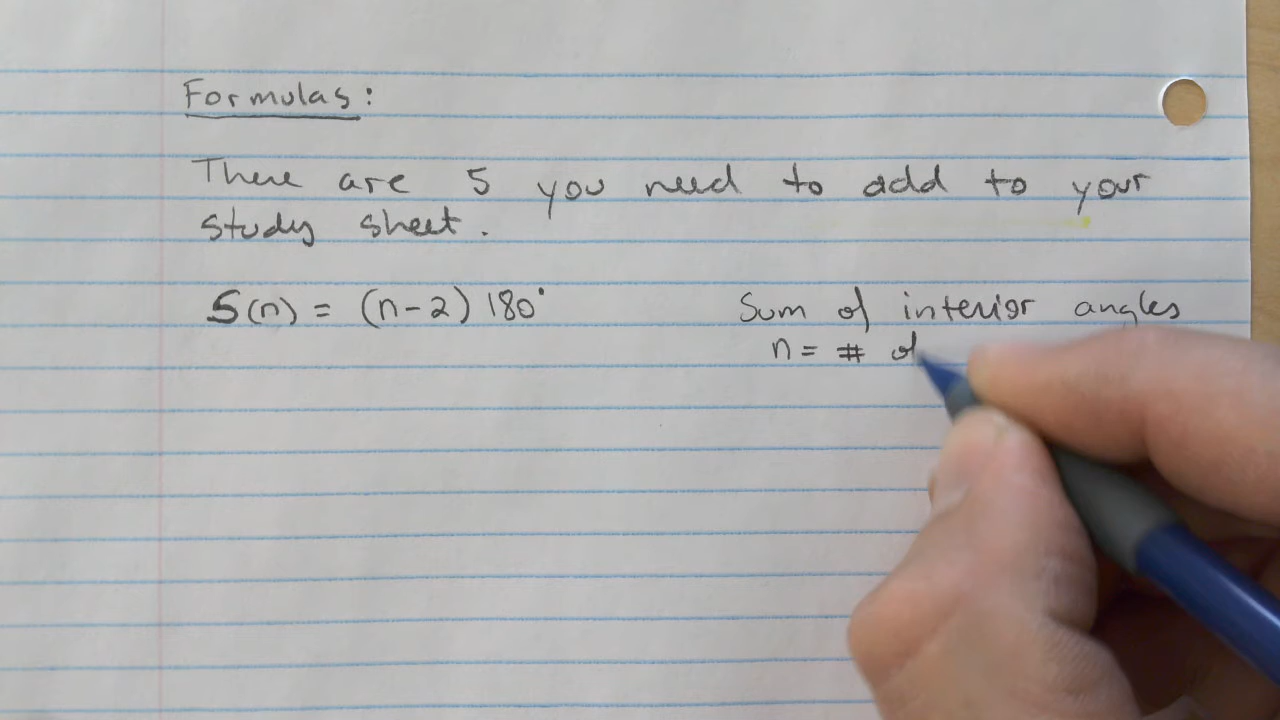 Formulas:
There are 5 you need to add to your
study sheet.
S(n) = (n-2) 180° Sum of interior angles
n = # of